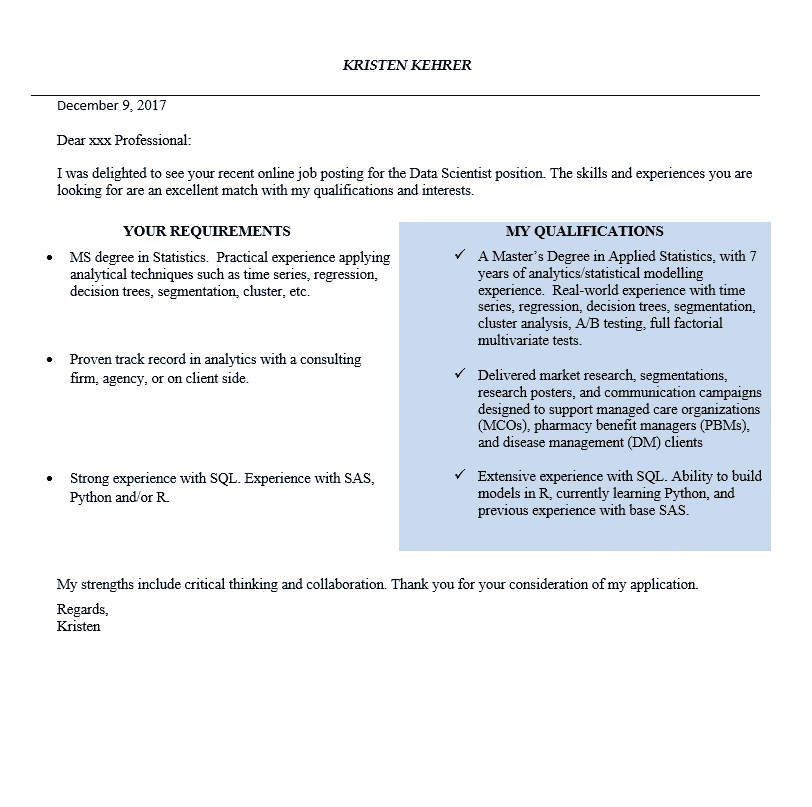 KRISTEN KEHRER
December 9, 2017
Dear xxx Professional:
I was delighted to see your recent online job posting for the Data Scientist position. The skills and experiences you are
looking for are an excellent match with my qualifications and interests.
YOUR REQUIREMENTS
• MS degree in Statistics.  Practical experience applying
analytical techniques such as time series, regression,
decision trees, segmentation, cluster, etc.
• Proven track record in analytics with a consulting
firm, agency, or on client side.
• Strong experience with SQL. Experience with SAS,
Python and/or R.
MY QUALIFICATIONS
✓ A Master’s Degree in Applied Statistics, with 7
years of analytics/statistical modelling
experience.  Real-world experience with time
series, regression, decision trees, segmentation,
cluster analysis, A/B testing, full factorial
multivariate tests.
✓ Delivered market research, segmentations,
research posters, and communication campaigns
designed to support managed care organizations
(MCOs), pharmacy benefit managers (PBMs),
and disease management (DM) clients
✓ Extensive experience with SQL. Ability to build
models in R, currently learning Python, and
previous experience with base SAS.
My strengths include critical thinking and collaboration. Thank you for your consideration of my application.
Regards,
Kristen